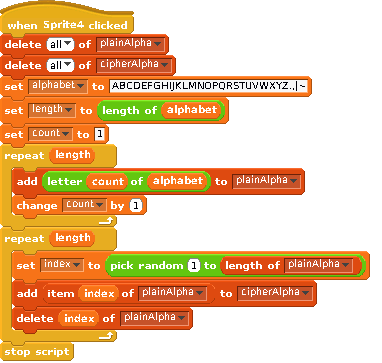 when Sprite4 clicked
delete all of plainAlpha
delete all of cipherAlpha
set alphabet to ABCDEFGHIJKLMNOPQRSTUVWXYZ.,|~
set length to length of alphabet
set count to 1
repeat length
add letter count of alphabet to plainAlpha
change count by 1
repeat length
set index to pick random 1 to length of plainAlpha
add item index of plainAlpha to cipherAlpha
delete index of plainAlpha
stop script